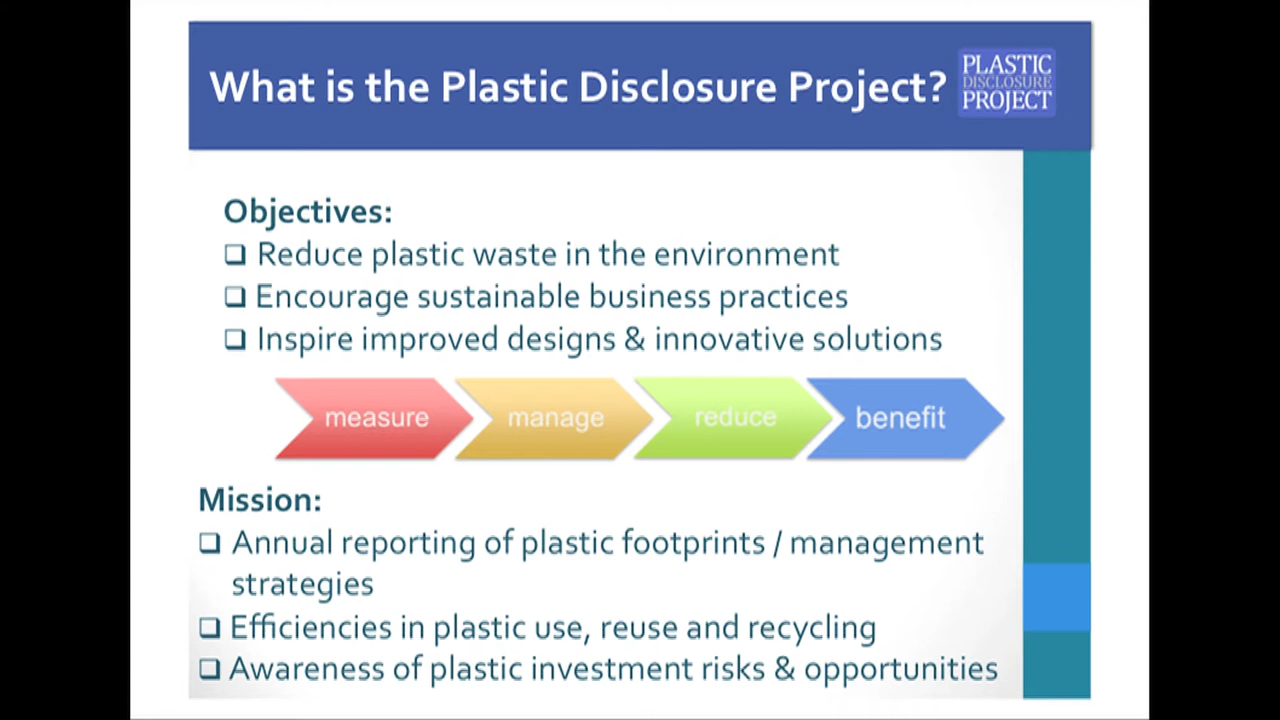 What is the Plastic Disclosure Project?
PLASTIC
DISCLOSURE
PROJECT
Objectives:
Reduce plastic waste in the environment
Encourage sustainable business practices
Inspire improved designs & innovative solutions
measure manage reduce benefit
Mission:
Annual reporting of plastic footprints / management
strategies
Efficiencies in plastic use, reuse and recycling
Awareness of plastic investment risks & opportunities